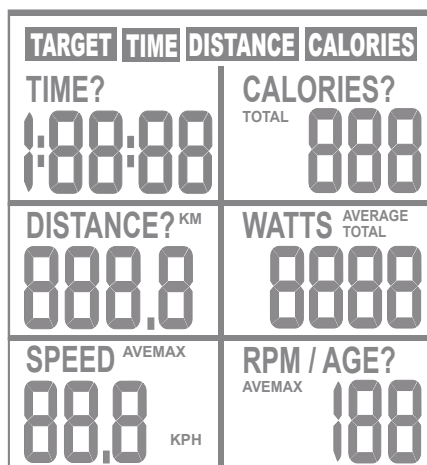 TARGET TIME DISTANCE CALORIES
TIME?
1:88:88
CALORIES?
TOTAL
888
DISTANCE? KM
888.8
WATTS AVERAGE
TOTAL
8888
SPEED AVEMAX
88.8
KPH
RPM / AGE?
AVEMAX
188